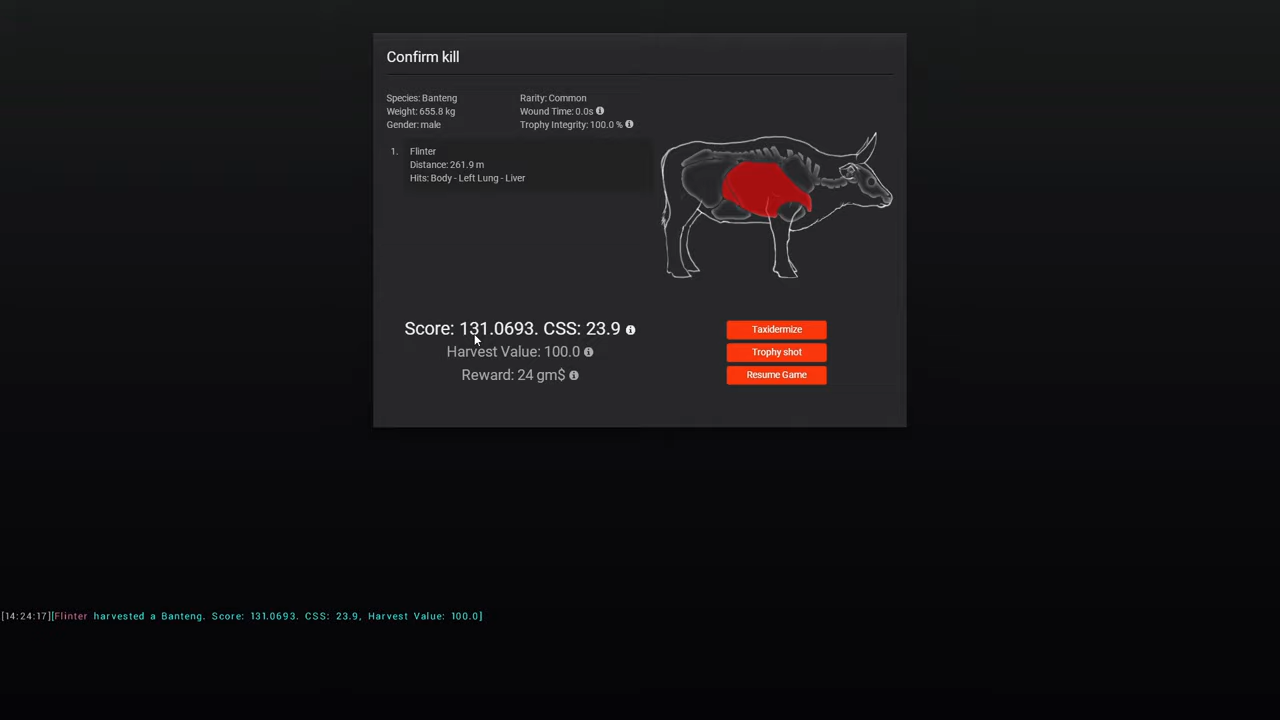 Confirm kill
Species: Banteng
Rarity: Common
Weight: 655.8 kg
Wound Time: 0.0s
Gender: male
Trophy Integrity: 100.0 %
1. Flinter
Distance: 261.9 m
Hits: Body - Left Lung - Liver
Score: 131.0693. CSS: 23.9
Harvest Value: 100.0
Reward: 24 gm$
Taxidermize
Trophy shot
Resume Game
[14:24:17][Flinter harvested a Banteng. Score: 131.0693. CSS: 23.9, Harvest Value: 100.0]